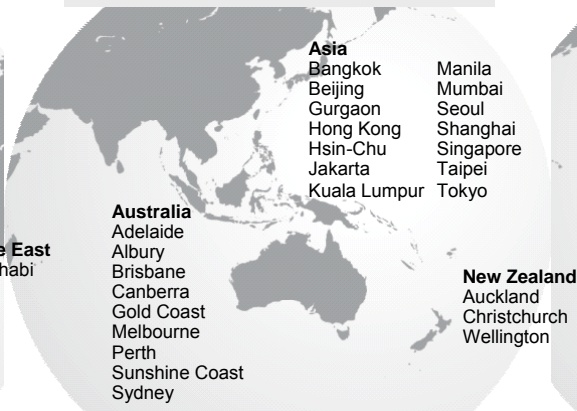 Asia
Bangkok
Beijing
Gurgaon
Hong Kong
Hsin-Chu
Jakarta
Kuala Lumpur
Manila
Mumbai
Seoul
Shanghai
Singapore
Taipei
Tokyo
Australia
Adelaide
Albury
Brisbane
Canberra
Gold Coast
Melbourne
Perth
Sunshine Coast
Sydney
East
New Zealand
Auckland
Christchurch
Wellington